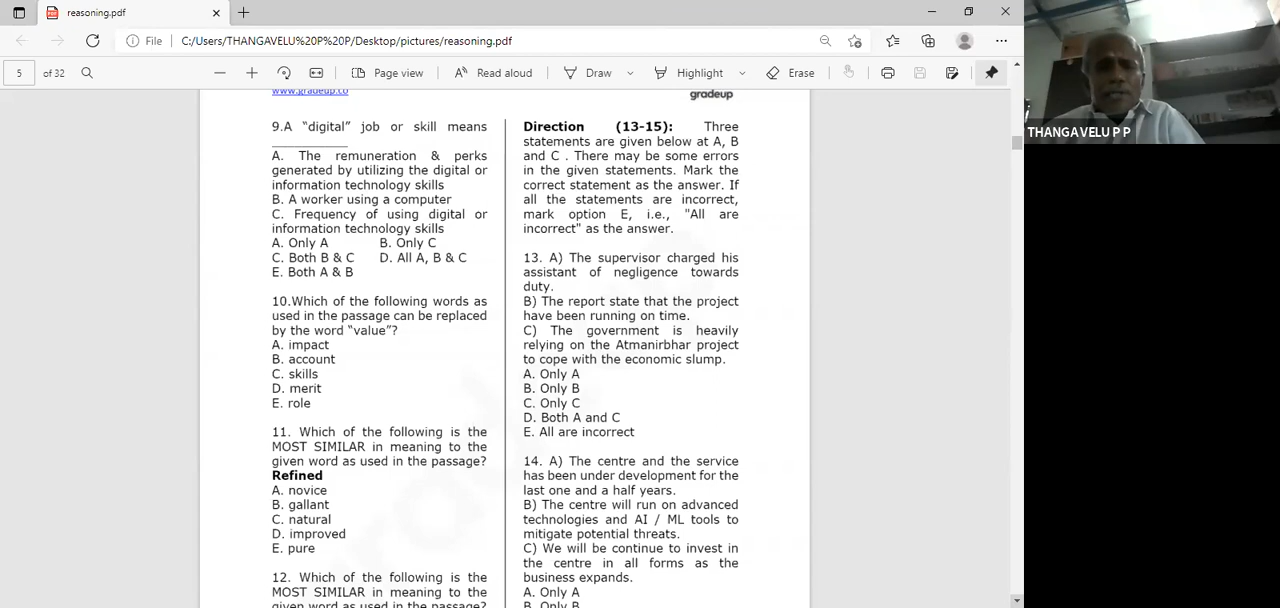 reasoning.pdf
File
C:/Users/THANGAVELU%20P%20P/Desktop/pictures/reasoning.pdf
5
of 32
Page view
Read aloud
Draw
Highlight
Erase
THANGAVELU P P
www.gradeup.co
gradeup
9.A “digital” job or skill means
____________
A. The remuneration & perks
generated by utilizing the digital or
information technology skills
B. A worker using a computer
C. Frequency of using digital or
information technology skills
A. Only A B. Only C
C. Both B & C D. All A, B & C
E. Both A & B
10.Which of the following words as
used in the passage can be replaced
by the word “value”?
A. impact
B. account
C. skills
D. merit
E. role
11. Which of the following is the
MOST SIMILAR in meaning to the
given word as used in the passage?
Refined
A. novice
B. gallant
C. natural
D. improved
E. pure
12. Which of the following is the
MOST SIMILAR in meaning to the
given word as used in the passage?
Direction (13-15): Three
statements are given below at A, B
and C . There may be some errors
in the given statements. Mark the
correct statement as the answer. If
all the statements are incorrect,
mark option E, i.e., "All are
incorrect" as the answer.
13. A) The supervisor charged his
assistant of negligence towards
duty.
B) The report state that the project
have been running on time.
C) The government is heavily
relying on the Atmanirbhar project
to cope with the economic slump.
A. Only A
B. Only B
C. Only C
D. Both A and C
E. All are incorrect
14. A) The centre and the service
has been under development for the
last one and a half years.
B) The centre will run on advanced
technologies and AI / ML tools to
mitigate potential threats.
C) We will be continue to invest in
the centre in all forms as the
business expands.
A. Only A
B. Only B